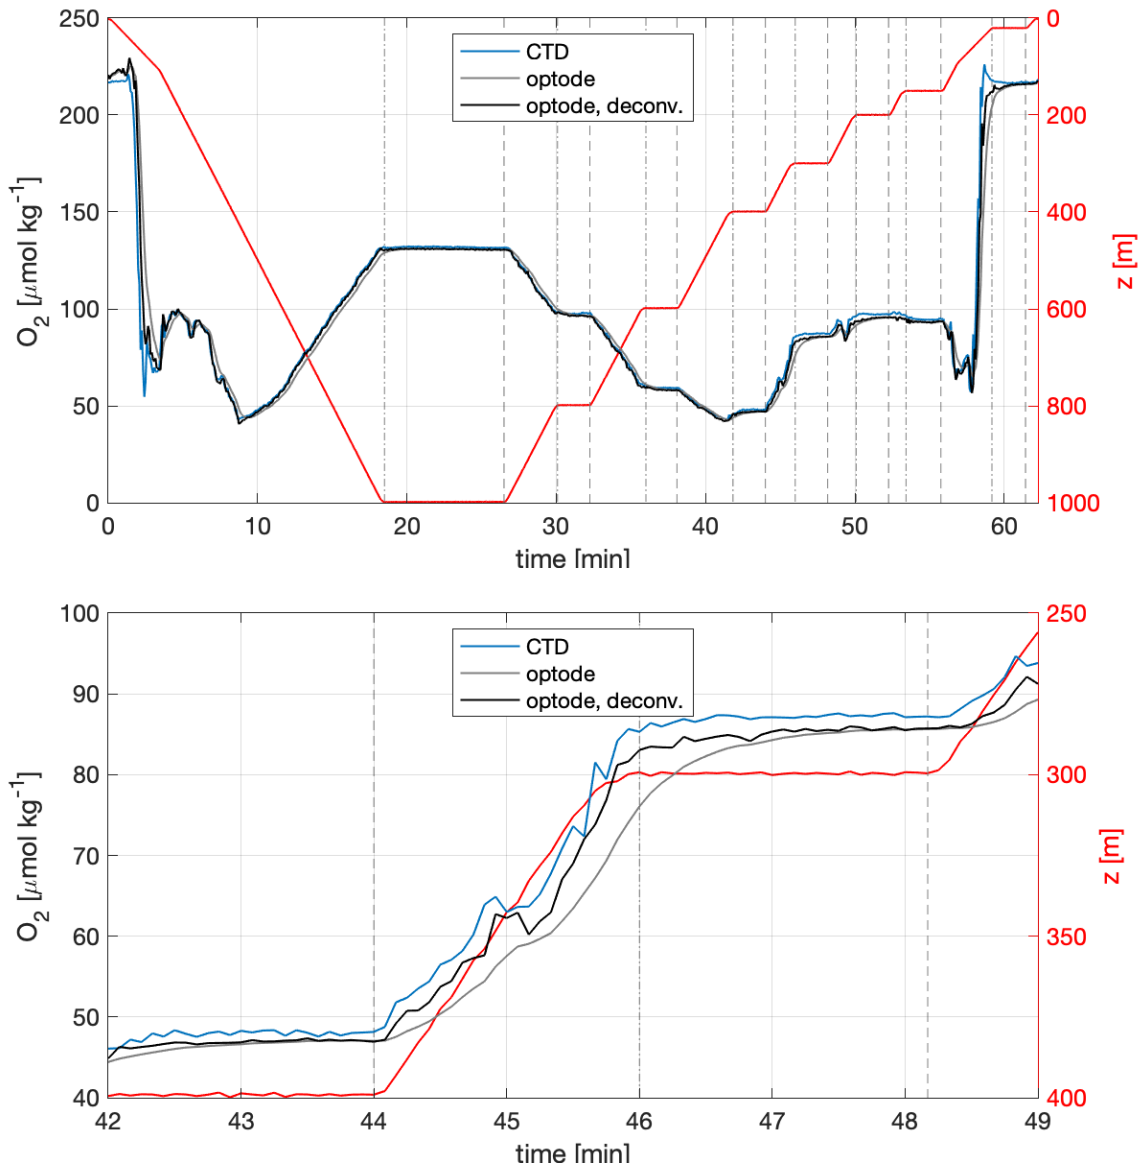 250
200
150
100
50
0
O2 [μmol kg-1]
CTD
optode
optode, deconv.
0
200
400
600
800
1000
z [m]
0 10 20 30 40 50 60
time [min]
100
90
80
70
60
50
40
O2 [μmol kg-1]
CTD
optode
optode, deconv.
250
300
350
400
z [m]
42 43 44 45 46 47 48 49
time [min]